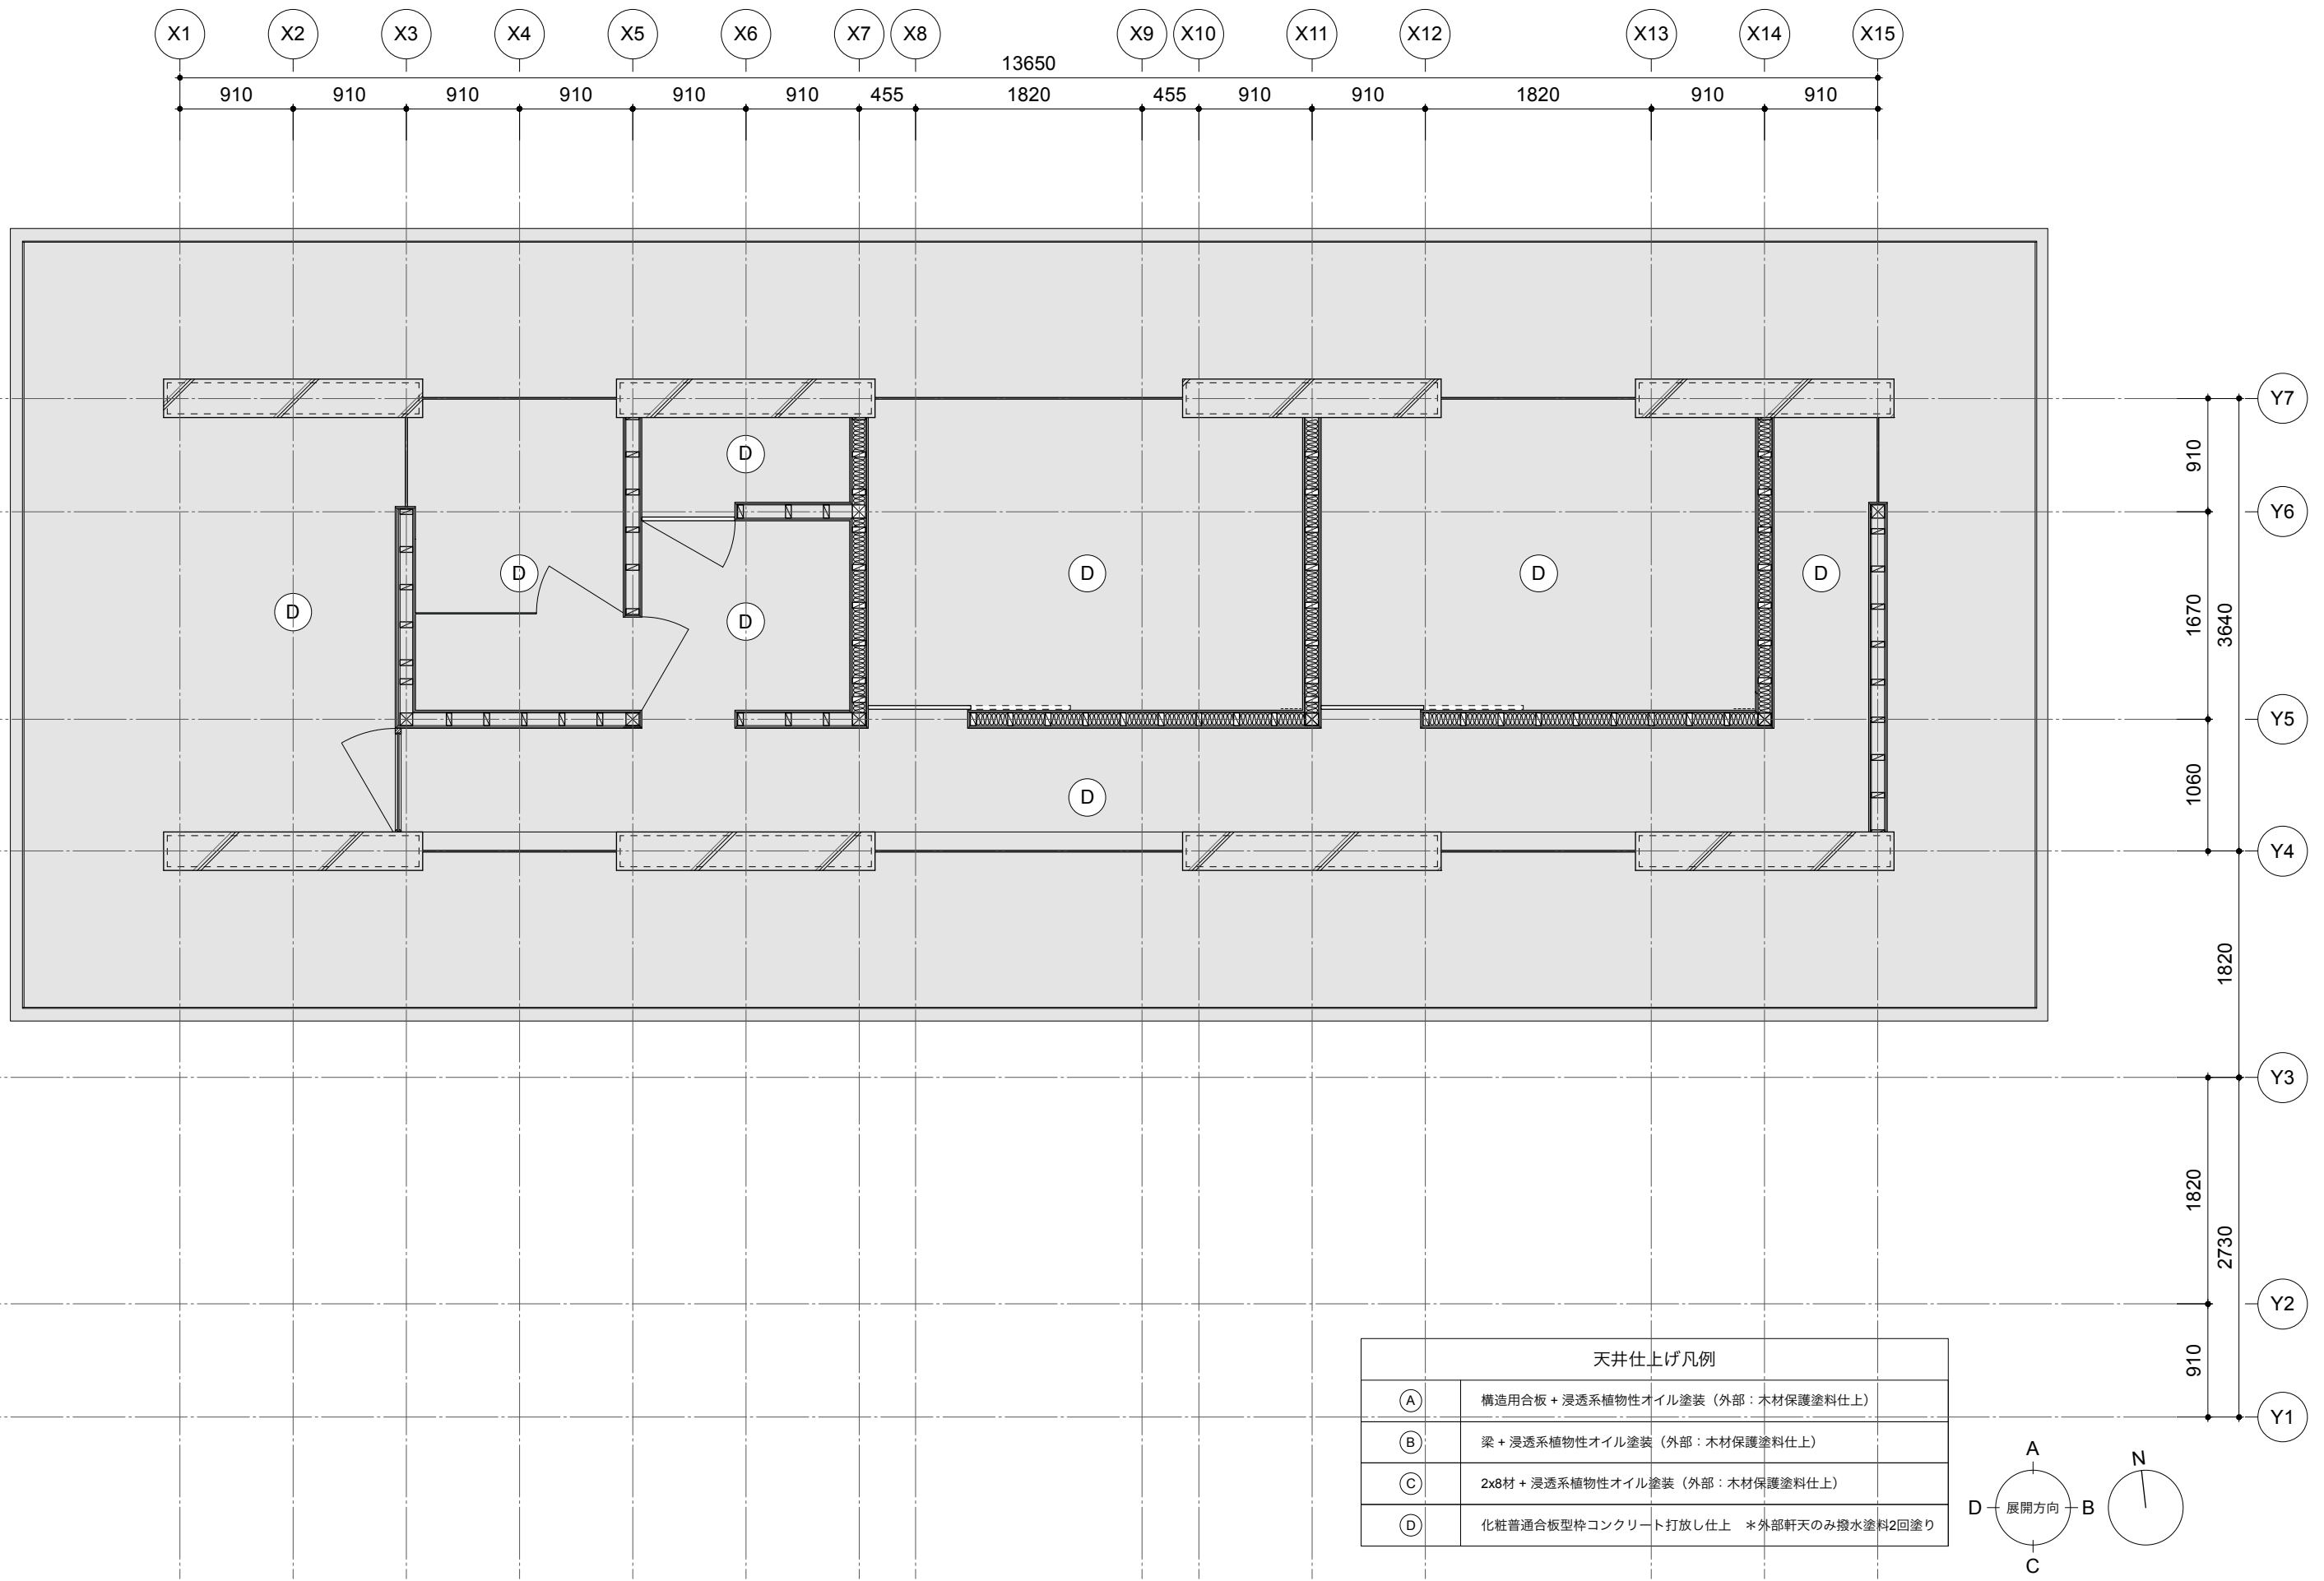 X1 X2 X3 X4 X5 X6 X7 X8 X9 X10 X11 X12 X13 X14 X15
13650
910 910 910 910 910 910 455 1820 455 910 910 1820 910 910
Y7
910
D
Y6
D D D D
1670
3640
D D
Y5
1060
D
Y4
1820
Y3
1820
2730
Y2
910
Y1
天井仕上げ凡例
A 構造用合板 + 浸透系植物性オイル塗装（外部：木材保護塗料仕上）
B 梁 + 浸透系植物性オイル塗装（外部：木材保護塗料仕上）
C 2x8材 + 浸透系植物性オイル塗装（外部：木材保護塗料仕上）
D 化粧普通合板型枠コンクリート打放し仕上　＊外部軒天のみ撥水塗料2回塗り
A
D 展開方向 B
C
N